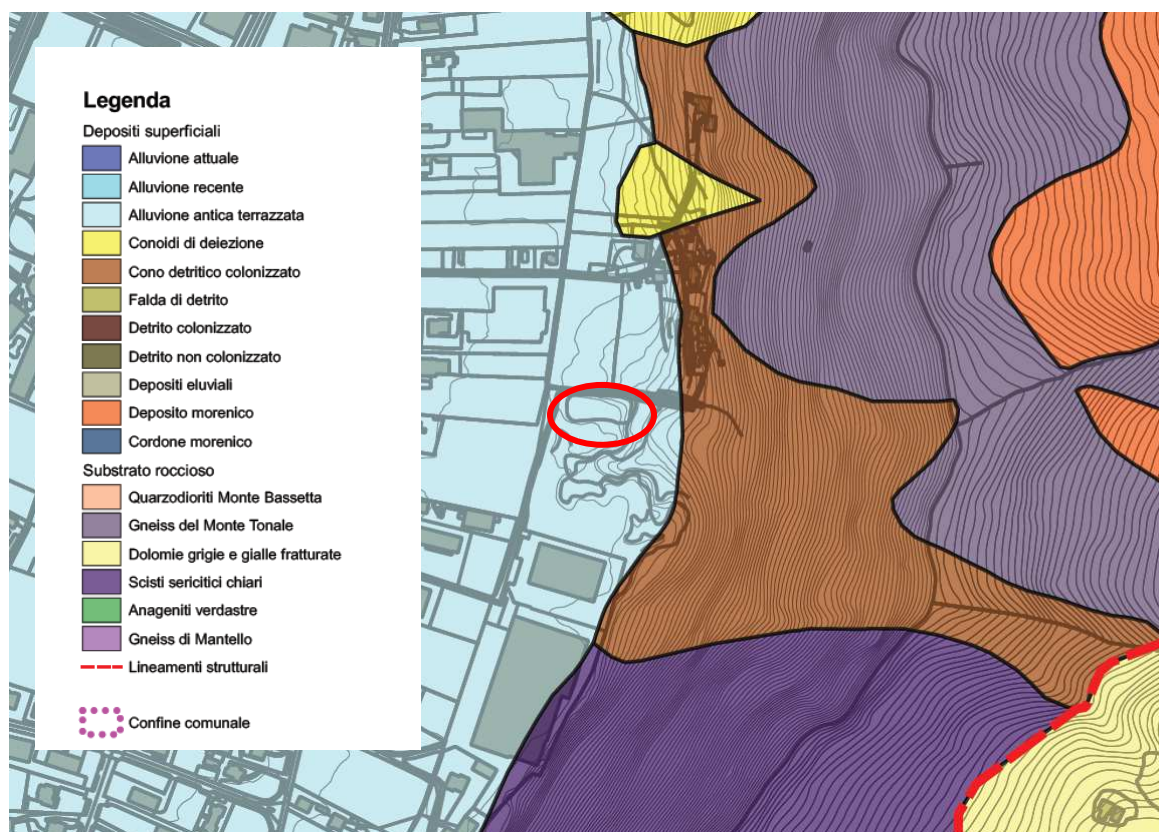 Legenda
Depositi superficiali
Alluvione attuale
Alluvione recente
Alluvione antica terrazzata
Conoidi di deiezione
Cono detritico colonizzato
Falda di detrito
Detrito colonizzato
Detrito non colonizzato
Depositi eluviali
Deposito morenico
Cordone morenico
Substrato roccioso
Quarzodioriti Monte Bassetta
Gneiss del Monte Tonale
Dolomie grigie e gialle fratturate
Scisti sericitici chiari
Anageniti verdastre
Gneiss di Mantello
Lineamenti strutturali
Confine comunale